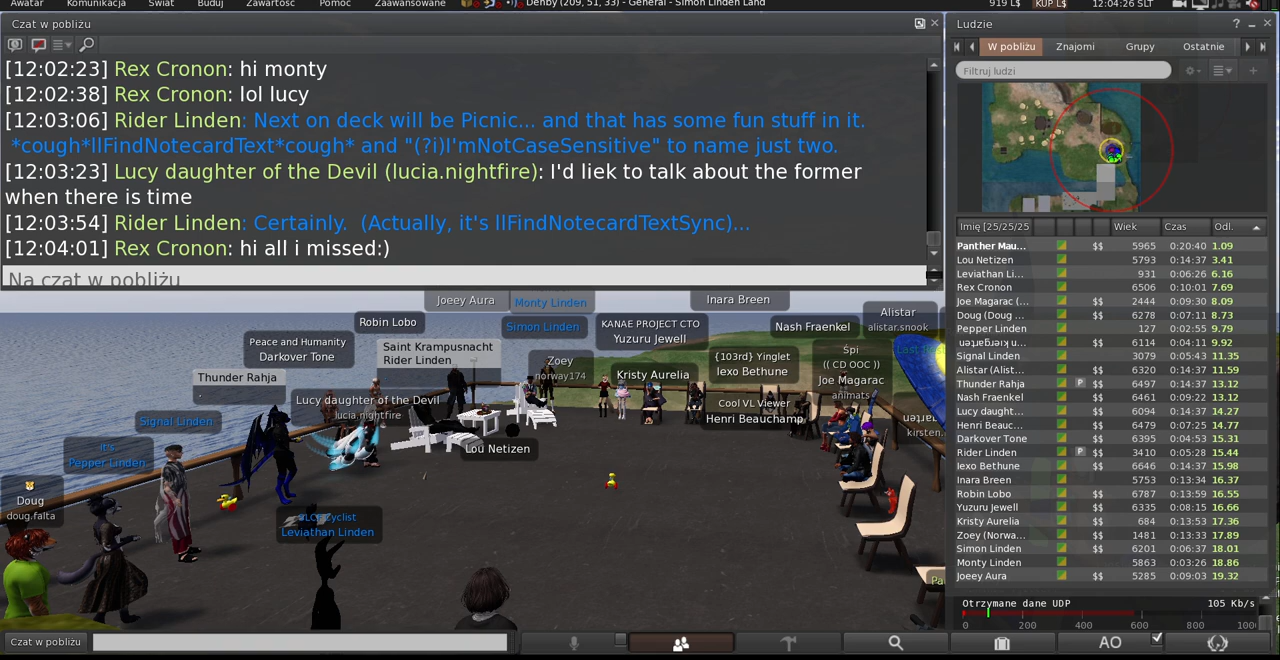 Awatar Komunikacja Świat Buduj Zawartość Pomoc Zaawansowane Denby (209, 51, 33) - General - Simon Linden Land 919 L$ KUP L$ 12:04:26 SLT
Czat w pobliżu
[12:02:23] Rex Cronon: hi monty
[12:02:38] Rex Cronon: lol lucy
[12:03:06] Rider Linden: Next on deck will be Picnic... and that has some fun stuff in it.
*cough*llFindNotecardText*cough* and "(?i)I'mNotCaseSensitive" to name just two.
[12:03:23] Lucy daughter of the Devil (lucia.nightfire): I'd liek to talk about the former
when there is time
[12:03:54] Rider Linden: Certainly. (Actually, it's llFindNotecardTextSync)...
[12:04:01] Rex Cronon: hi all i missed:)
Na czat w pobliżu
Joeey Aura
Monty Linden
Inara Breen
Robin Lobo
Simon Linden
KANAE PROJECT CTO
Yuzuru Jewell
Nash Fraenkel
Alistar
alistar.snook
Peace and Humanity
Darkover Tone
Saint Krampusnacht
Rider Linden
Zoey
norway174
Kristy Aurelia
{103rd} Yinglet
Iexo Bethune
Śpi
(( CD OOC ))
Joe Magarac
animats
Thunder Rahja
.
Lucy daughter of the Devil
lucia.nightfire
Cool VL Viewer
Henri Beauchamp
kirsten.
Signal Linden
Lou Netizen
it's.
Pepper Linden.
Doug
doug.falta
Leviathan Linden
Pa
Czat w pobliżu
Ludzie
W pobliżu Znajomi Grupy Ostatnie
Filtruj ludzi
Imię [25/25/25 Wiek Czas Odl.
Panther Mau... $$ 5965 0:20:40 1.09
Lou Netizen 5793 0:14:37 3.41
Leviathan Li... 931 0:06:26 6.16
Rex Cronon 6506 0:10:01 7.69
Joe Magarac (... $$ 2444 0:09:30 8.09
Doug (Doug ... $$ 6278 0:07:11 8.73
Pepper Linden 127 0:02:55 9.79
$$ 6114 0:04:11 9.92
Signal Linden 3079 0:05:43 11.35
Alistar (Alist... $$ 6320 0:14:37 11.59
Thunder Rahja P $$ 6497 0:14:37 13.12
Nash Fraenkel $$ 6461 0:09:22 13.12
Lucy daught... $$ 6094 0:14:37 14.27
Henri Beauc... $$ 6479 0:07:25 14.77
Darkover Tone $$ 6395 0:04:53 15.31
Rider Linden P 3410 0:05:28 15.44
Iexo Bethune $$ 6646 0:14:37 15.98
Inara Breen 5753 0:13:34 16.37
Robin Lobo $$ 6787 0:13:59 16.55
Yuzuru Jewell $$ 6335 0:08:15 16.66
Kristy Aurelia $$ 684 0:13:53 17.36
Zoey (Norwa... $$ 1481 0:13:33 17.89
Simon Linden $$ 6201 0:06:37 18.01
Monty Linden 5863 0:03:26 18.86
Joeey Aura $$ 5285 0:09:03 19.32
Otrzymane dane UDP 105 Kb/s
0 200 400 600 800 100
AO